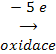 − 5 e
→
oxidace